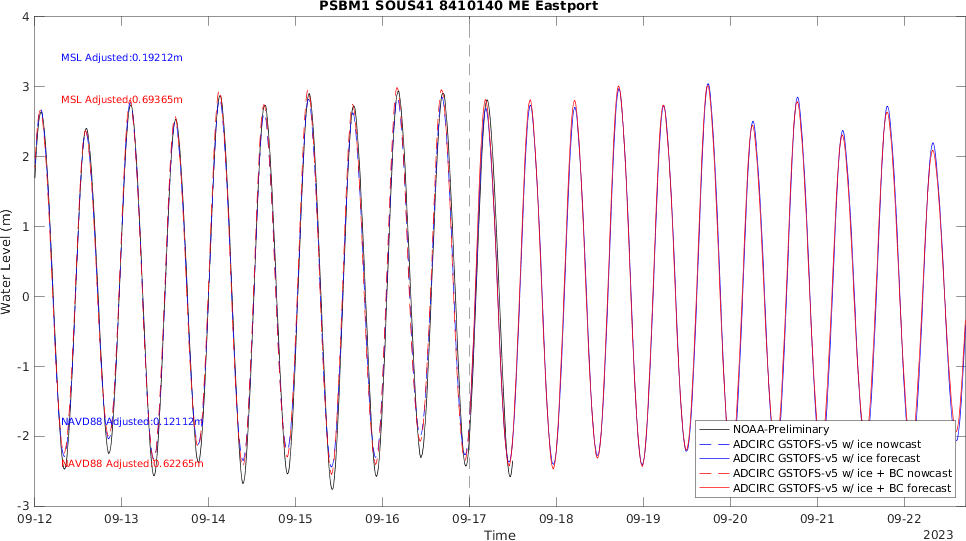 PSBM1 SOUS41 8410140 ME Eastport
4
3
2
1
0
-1
-2
-3
Water Level (m)
MSL Adjusted:0.19212m
MSL Adjusted:0.69365m
NAVD88 Adjusted:0.12112m
NAVD88 Adjusted:0.62265m
NOAA-Preliminary
ADCIRC GSTOFS-v5 w/ ice nowcast
ADCIRC GSTOFS-v5 w/ ice forecast
ADCIRC GSTOFS-v5 w/ ice + BC nowcast
ADCIRC GSTOFS-v5 w/ ice + BC forecast
09-12 09-13 09-14 09-15 09-16 09-17 09-18 09-19 09-20 09-21 09-22
Time
2023